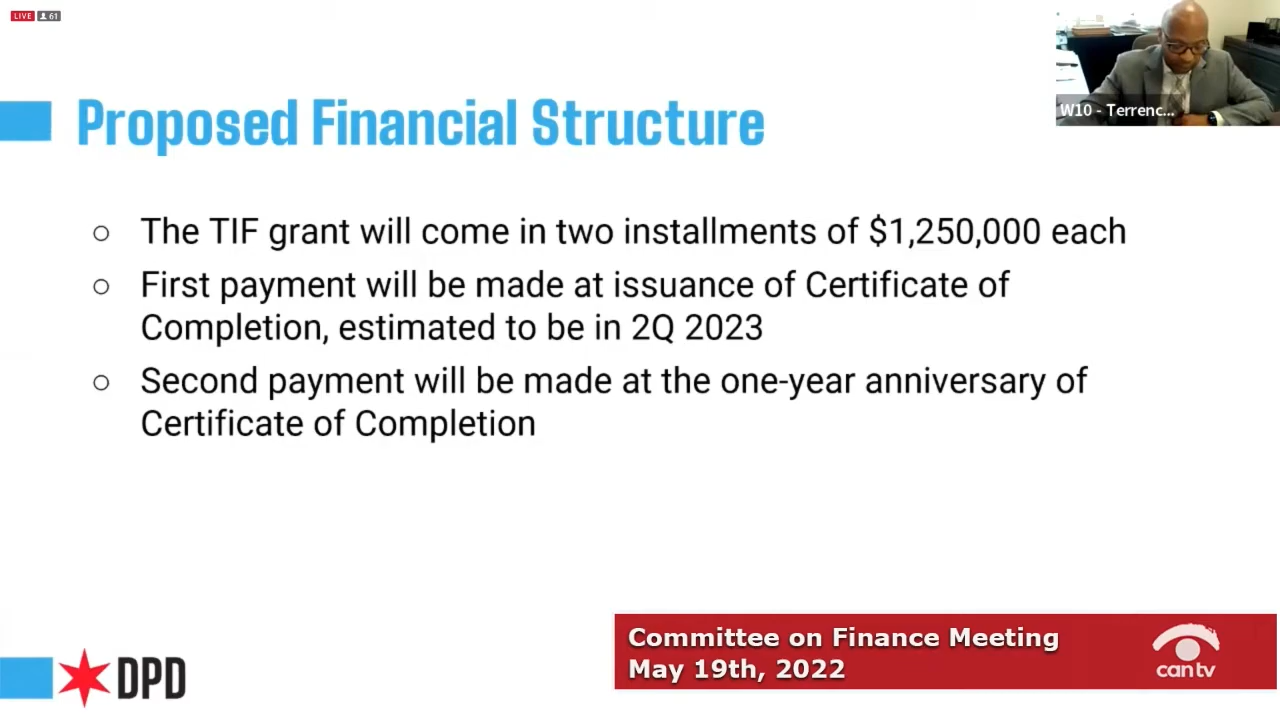 LIVE 61
W10 - Terrenc...
Proposed Financial Structure
The TIF grant will come in two installments of $1,250,000 each
First payment will be made at issuance of Certificate of
Completion, estimated to be in 2Q 2023
Second payment will be made at the one-year anniversary of
Certificate of Completion
DPD
Committee on Finance Meeting
May 19th, 2022
can tv